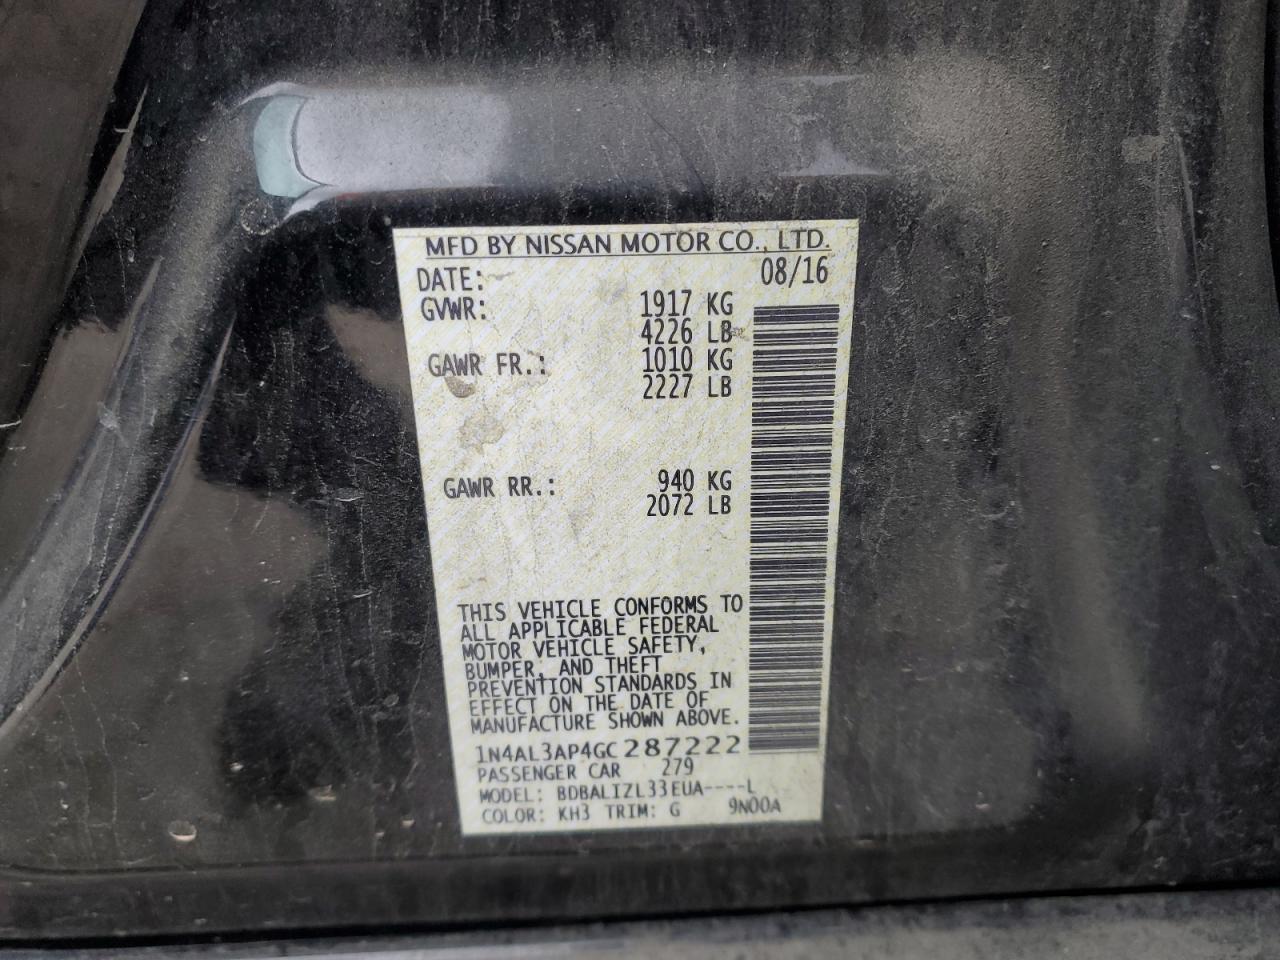 MFD BY NISSAN MOTOR CO., LTD.
DATE: 08/16
GVWR: 1917 KG
4226 LB
GAWR FR.: 1010 KG
2227 LB
GAWR RR.: 940 KG
2072 LB
THIS VEHICLE CONFORMS TO
ALL APPLICABLE FEDERAL
MOTOR VEHICLE SAFETY,
BUMPER, AND THEFT
PREVENTION STANDARDS IN
EFFECT ON THE DATE OF
MANUFACTURE SHOWN ABOVE.
1N4AL3AP4GC287222
PASSENGER CAR 279
MODEL: BDBALIZL33EUA----L
COLOR: KH3 TRIM: G 9N00A